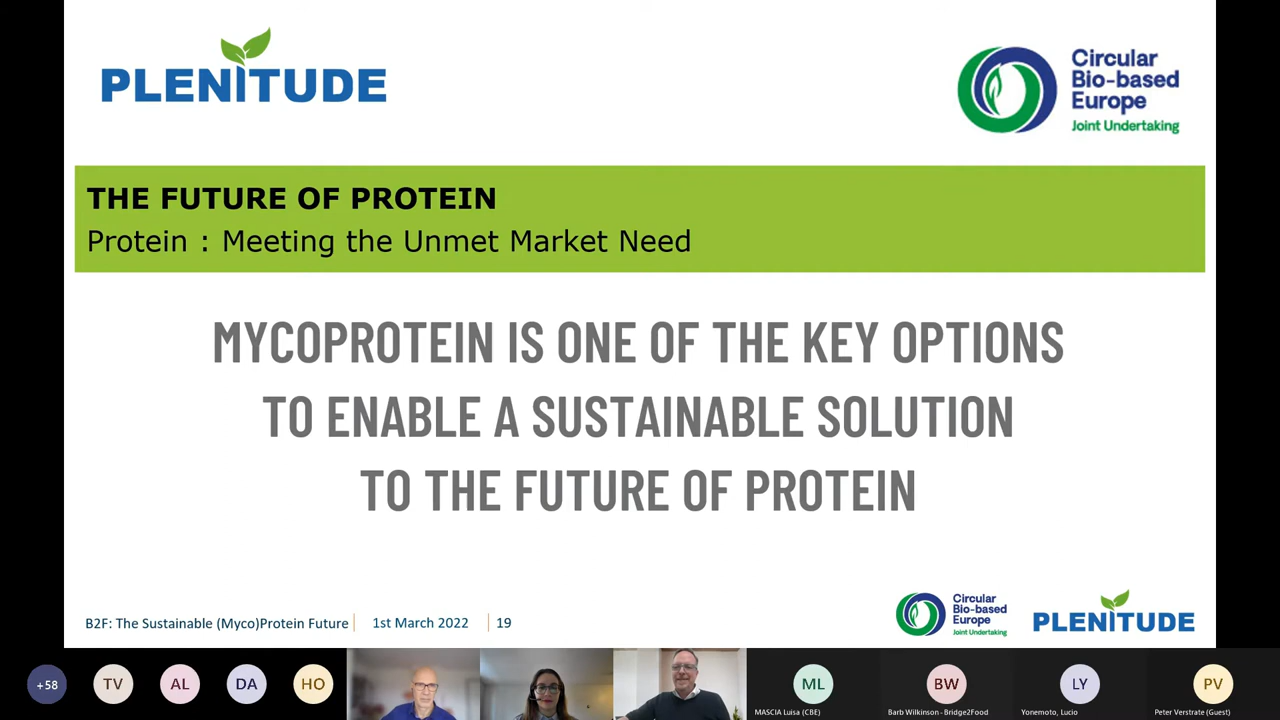 PLENITUDE
Circular
Bio-based
Europe
Joint Undertaking
THE FUTURE OF PROTEIN
Protein : Meeting the Unmet Market Need
MYCOPROTEIN IS ONE OF THE KEY OPTIONS
TO ENABLE A SUSTAINABLE SOLUTION
TO THE FUTURE OF PROTEIN
B2F: The Sustainable (Myco)Protein Future
1st March 2022
19
Circular
Bio-based
Europe
Joint Undertaking
PLENITUDE
+58
TV
AL
DA
HO
ML
BW
LY
PV
MASCIA Luisa (CBE)
Barb Wilkinson - Bridge2Food
Yonemoto, Lucio
Peter Verstrate (Guest)